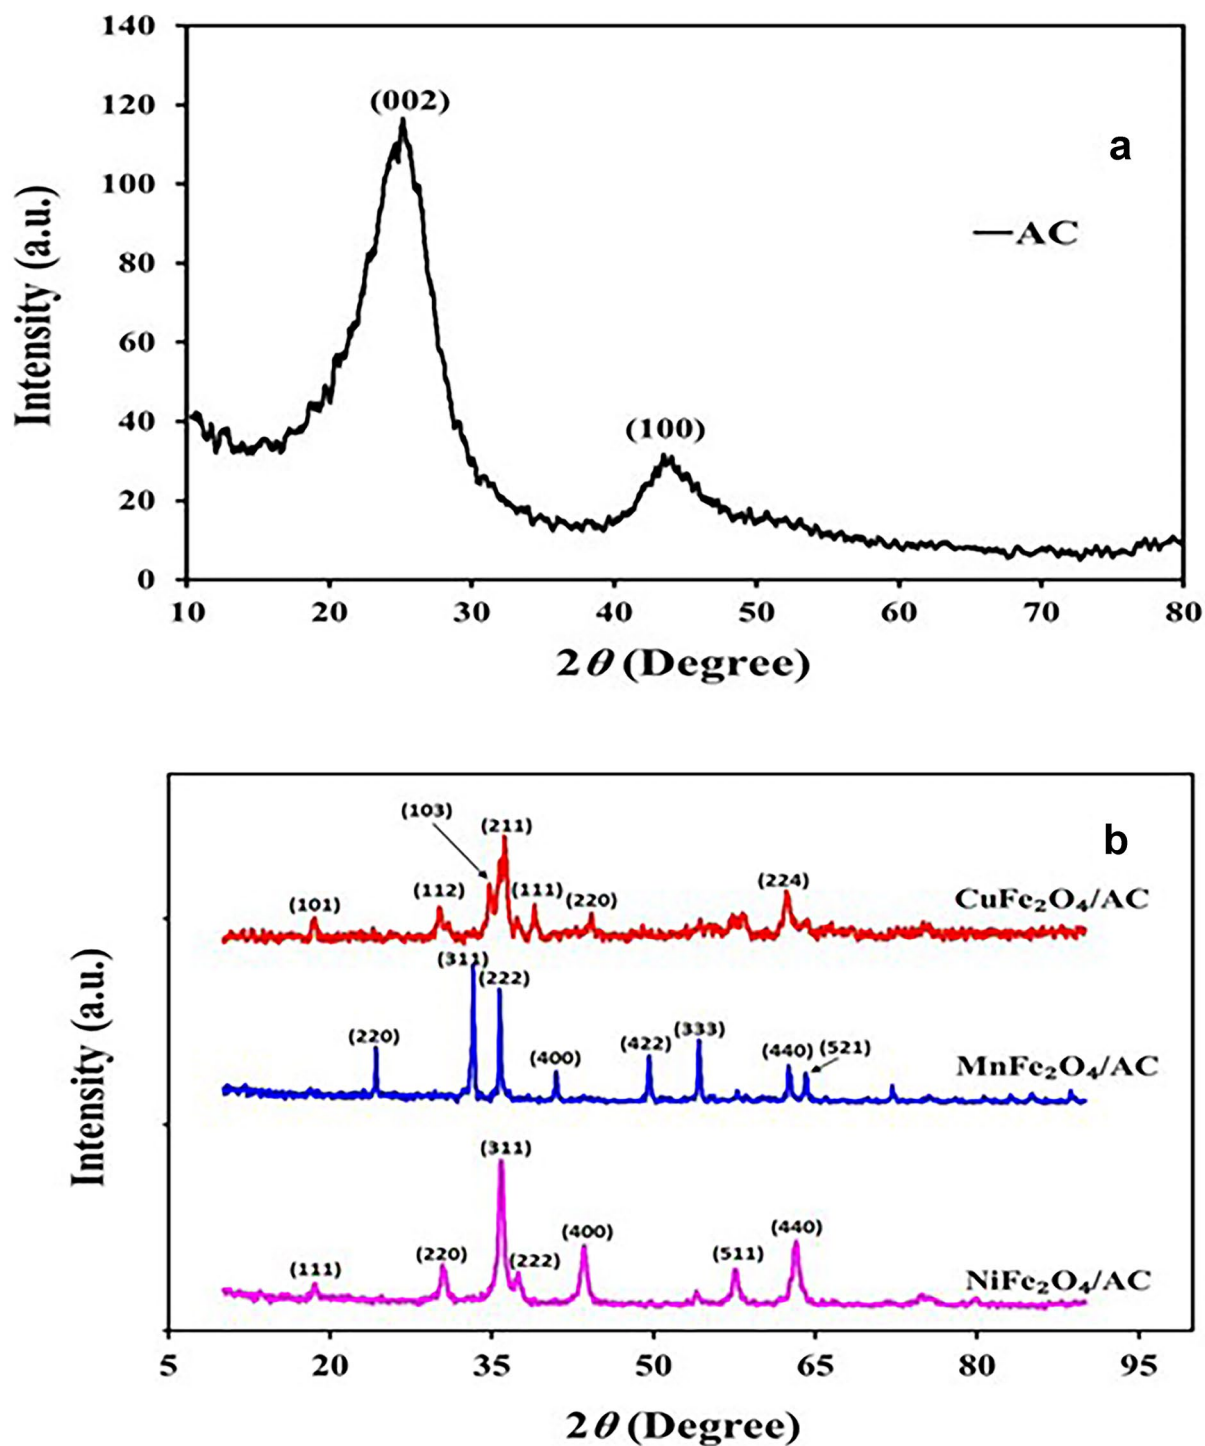 140
120
100
80
60
40
20
0
Intensity (a.u.)
(002)
(100)
a
AC
10 20 30 40 50 60 70 80
2θ (Degree)
b
(103)
(211)
(101)
(112)
(111)
(220)
(224)
CuFe₂O₄/AC
(220)
(311)
(222)
(400)
(422)
(333)
(440)
(521)
MnFe₂O₄/AC
(111)
(220)
(311)
(222)
(400)
(511)
(440)
NiFe₂O₄/AC
Intensity (a.u.)
5 20 35 50 65 80 95
2θ (Degree)